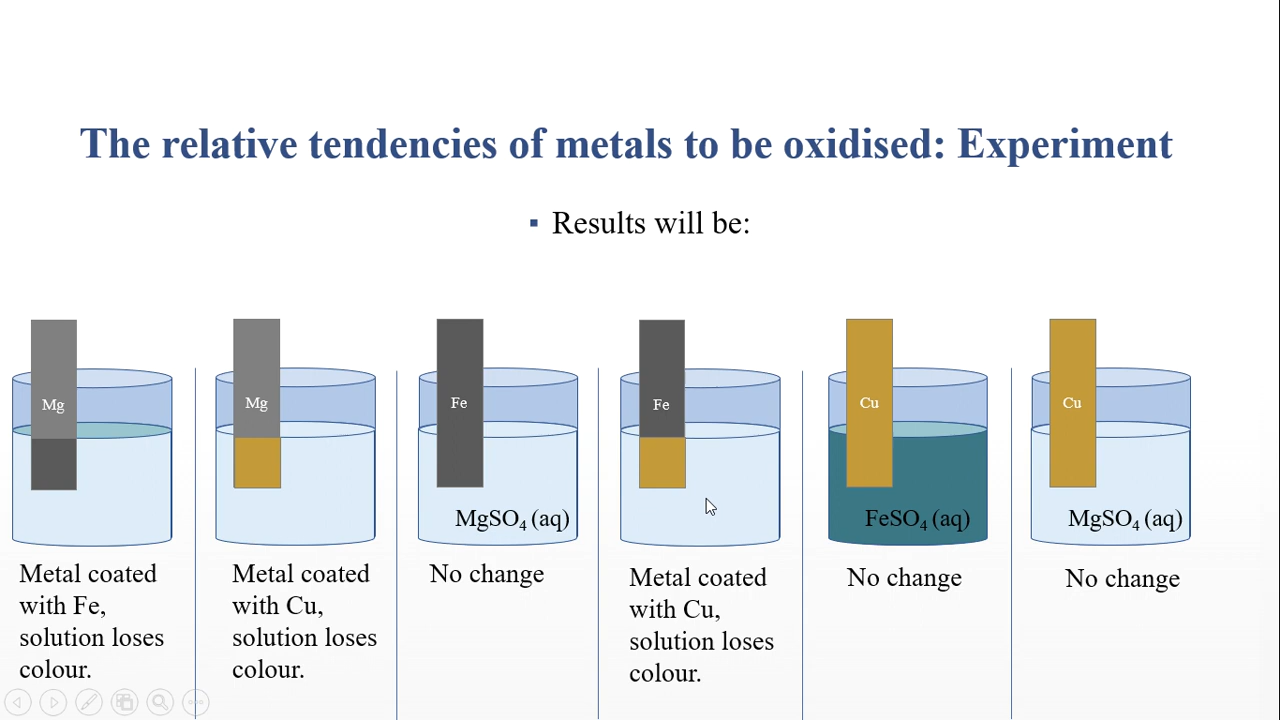 The relative tendencies of metals to be oxidised: Experiment
▪ Results will be:
Mg
Mg
Fe
Fe
Cu
Cu
MgSO₄ (aq)
FeSO₄ (aq)
MgSO₄ (aq)
Metal coated
with Fe,
solution loses
colour.
Metal coated
with Cu,
solution loses
colour.
No change
Metal coated
with Cu,
solution loses
colour.
No change
No change